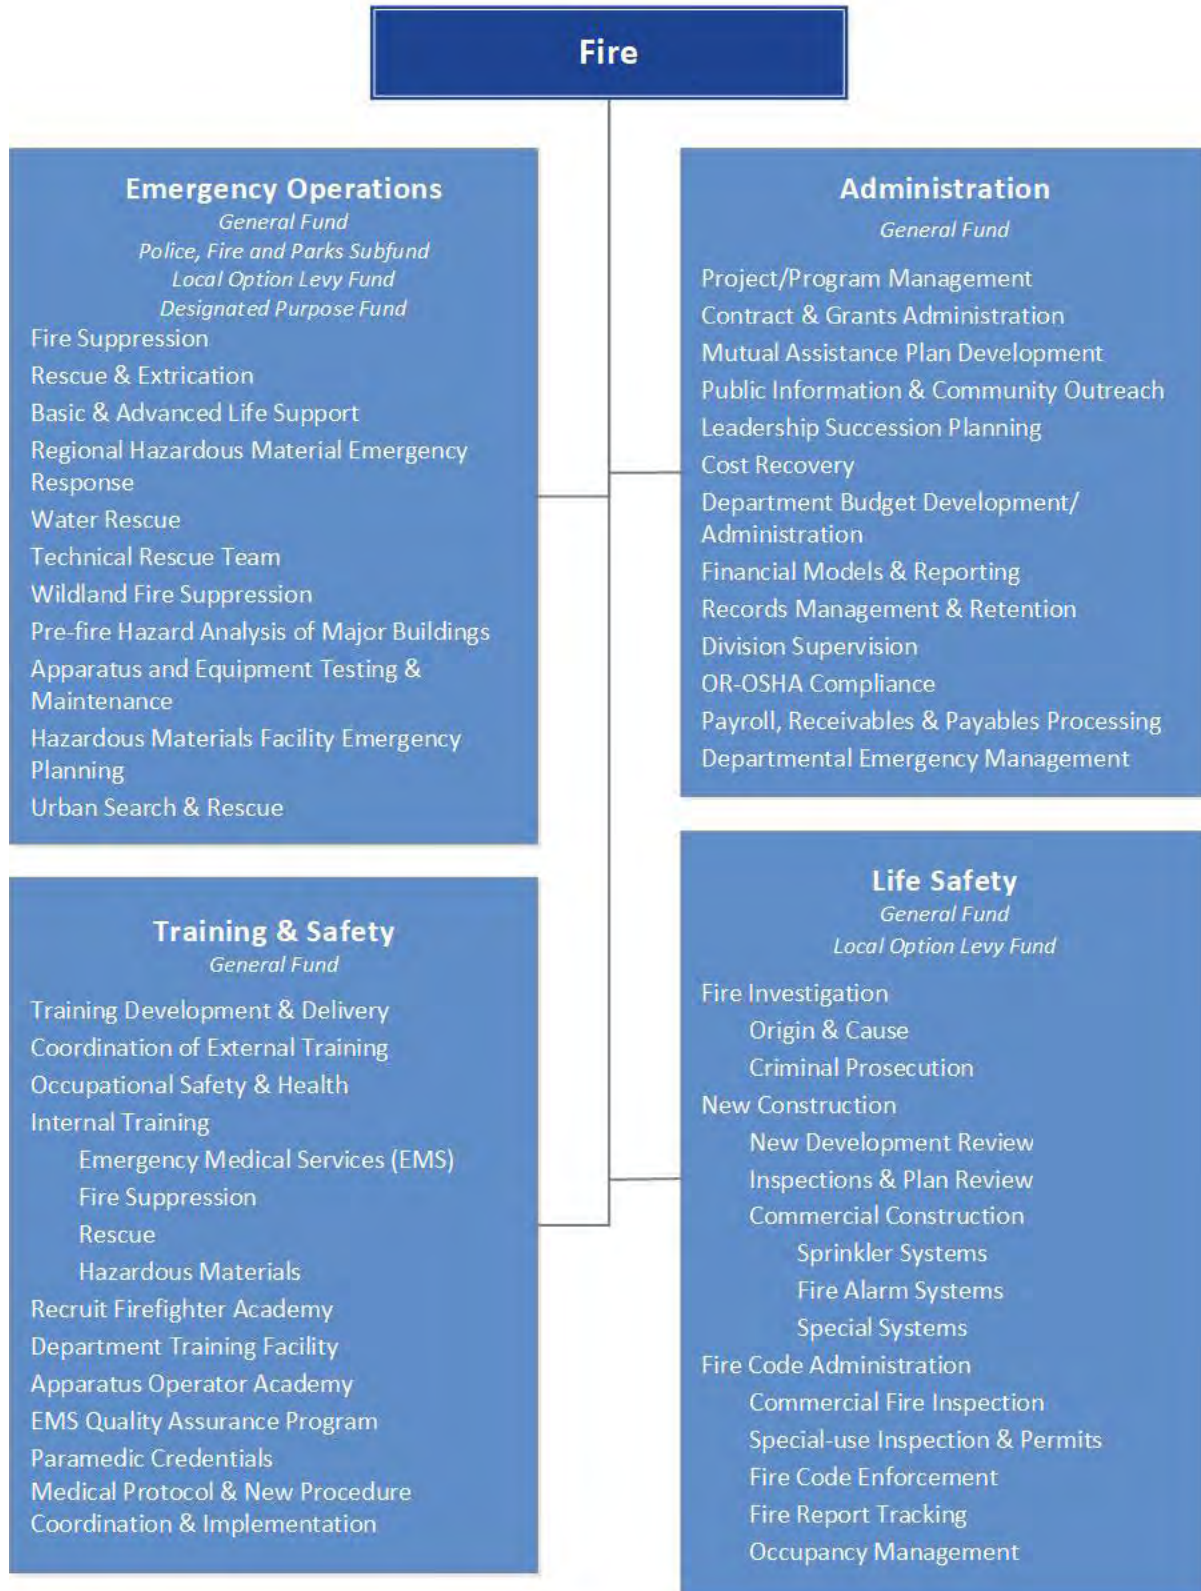 Fire
Emergency Operations
General Fund
Police, Fire and Parks Subfund
Local Option Levy Fund
Designated Purpose Fund
Fire Suppression
Rescue & Extrication
Basic & Advanced Life Support
Regional Hazardous Material Emergency
Response
Water Rescue
Technical Rescue Team
Wildland Fire Suppression
Pre-fire Hazard Analysis of Major Buildings
Apparatus and Equipment Testing &
Maintenance
Hazardous Materials Facility Emergency
Planning
Urban Search & Rescue
Administration
General Fund
Project/Program Management
Contract & Grants Administration
Mutual Assistance Plan Development
Public Information & Community Outreach
Leadership Succession Planning
Cost Recovery
Department Budget Development/
Administration
Financial Models & Reporting
Records Management & Retention
Division Supervision
OR-OSHA Compliance
Payroll, Receivables & Payables Processing
Departmental Emergency Management
Training & Safety
General Fund
Training Development & Delivery
Coordination of External Training
Occupational Safety & Health
Internal Training
Emergency Medical Services (EMS)
Fire Suppression
Rescue
Hazardous Materials
Recruit Firefighter Academy
Department Training Facility
Apparatus Operator Academy
EMS Quality Assurance Program
Paramedic Credentials
Medical Protocol & New Procedure
Coordination & Implementation
Life Safety
General Fund
Local Option Levy Fund
Fire Investigation
Origin & Cause
Criminal Prosecution
New Construction
New Development Review
Inspections & Plan Review
Commercial Construction
Sprinkler Systems
Fire Alarm Systems
Special Systems
Fire Code Administration
Commercial Fire Inspection
Special-use Inspection & Permits
Fire Code Enforcement
Fire Report Tracking
Occupancy Management